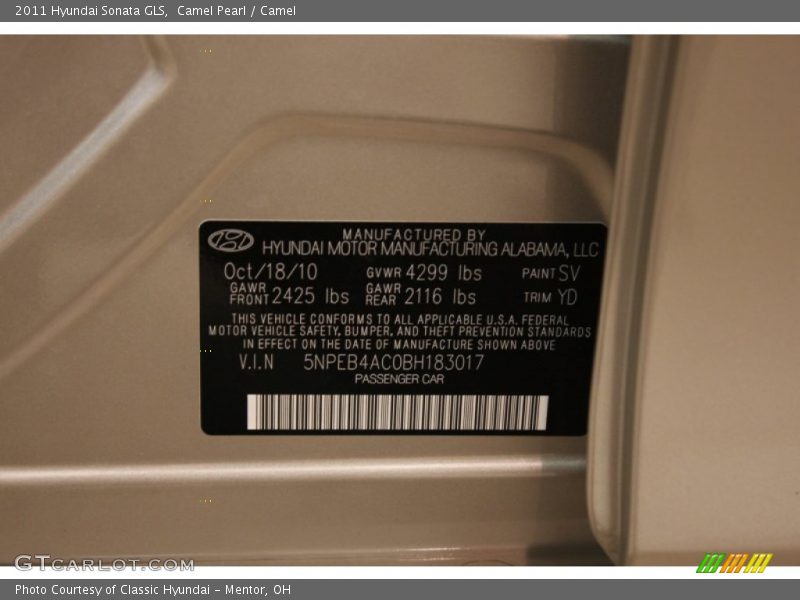 2011 Hyundai Sonata GLS,  Camel Pearl / Camel
MANUFACTURED BY
HYUNDAI MOTOR MANUFACTURING ALABAMA, LLC
Oct/18/10 GVWR 4299 lbs PAINT SV
GAWR FRONT 2425 lbs GAWR REAR 2116 lbs TRIM YD
THIS VEHICLE CONFORMS TO ALL APPLICABLE U.S.A. FEDERAL
MOTOR VEHICLE SAFETY, BUMPER, AND THEFT PREVENTION STANDARDS
IN EFFECT ON THE DATE OF MANUFACTURE SHOWN ABOVE
V.I.N 5NPEB4AC0BH183017
PASSENGER CAR
GTCARLOT.COM
Photo Courtesy of Classic Hyundai - Mentor, OH